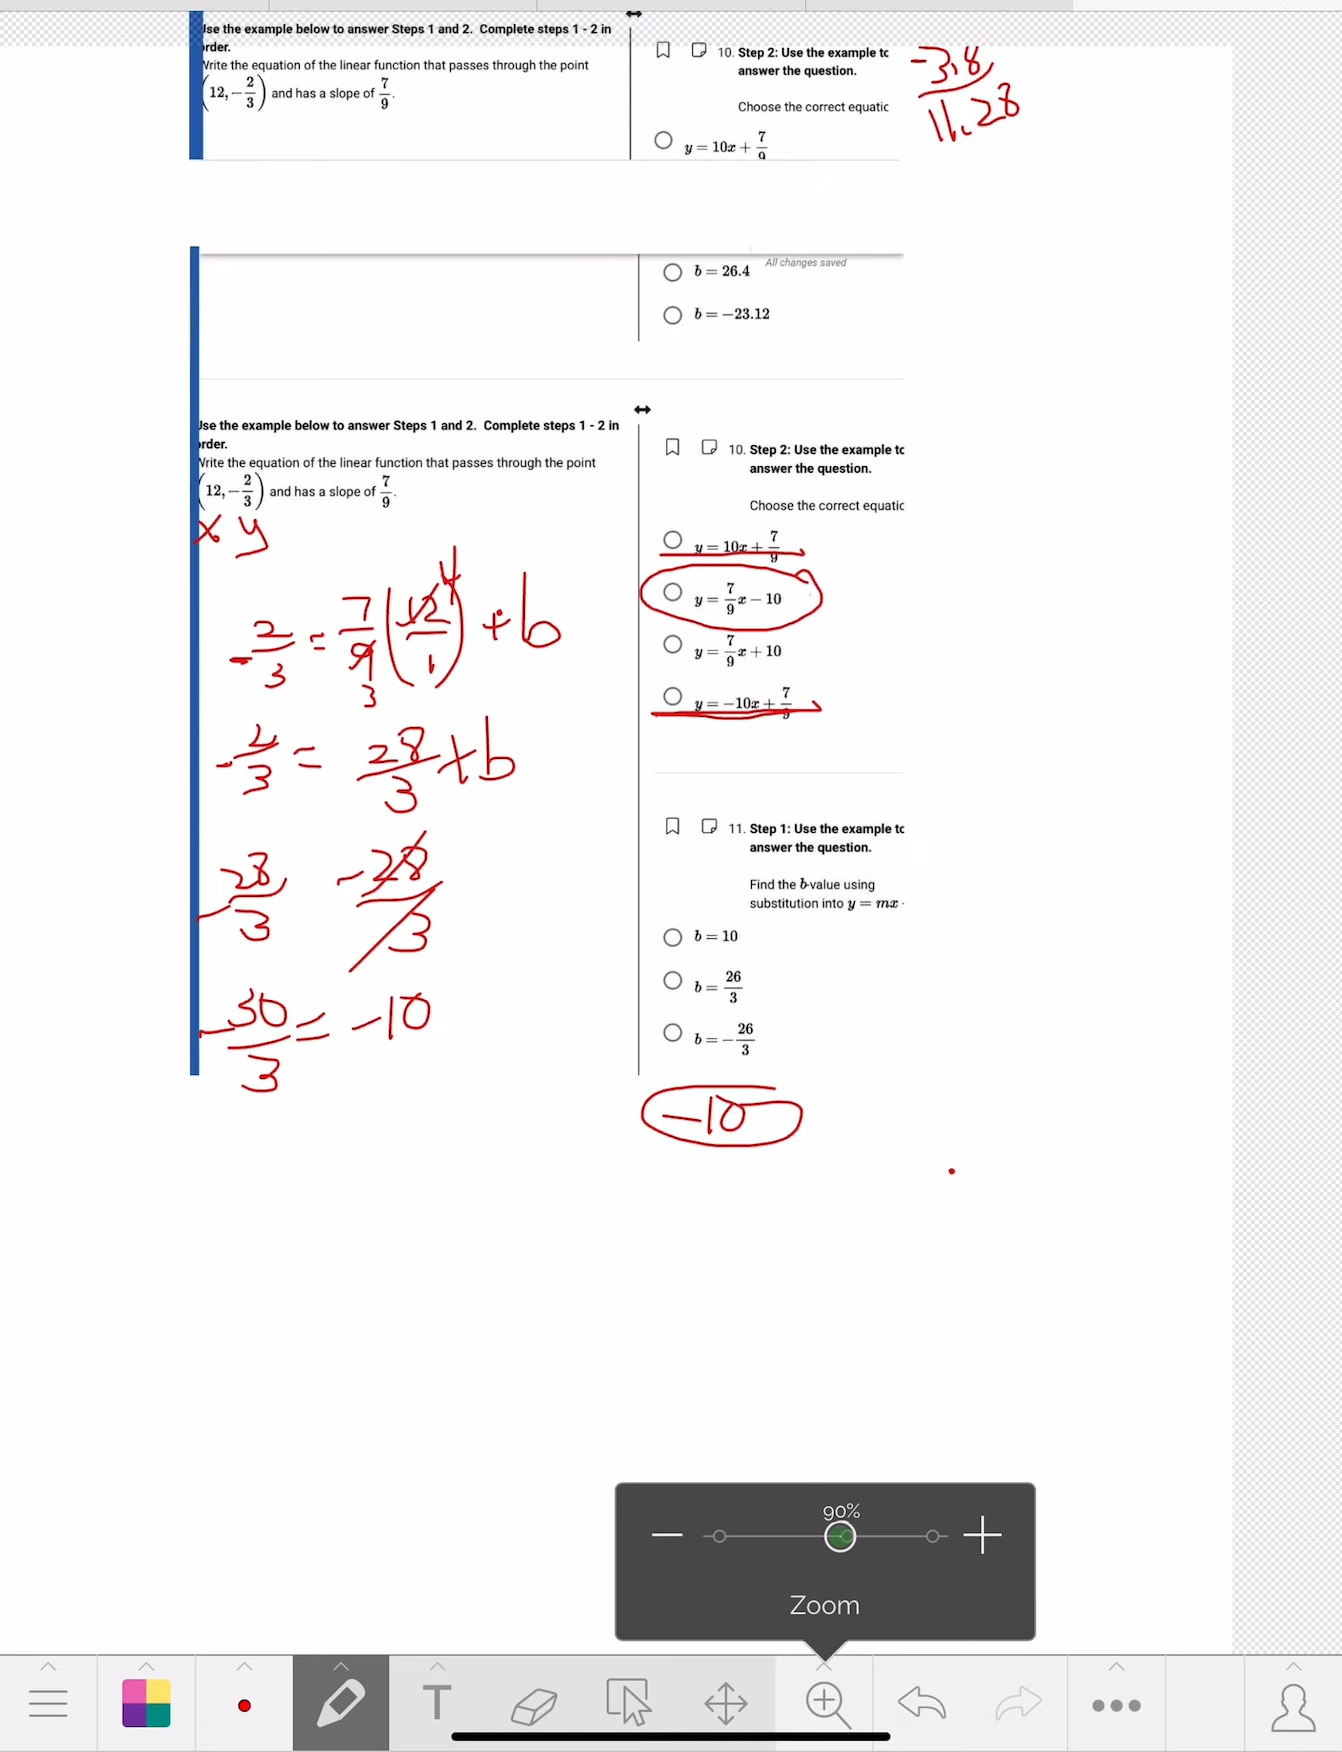 Use the example below to answer Steps 1 and 2. Complete steps 1 - 2 in
order.
Write the equation of the linear function that passes through the point
(12, -2/3) and has a slope of 7/9.
10. Step 2: Use the example to
answer the question.
Choose the correct equatic
y = 10x + 7/9
-3.8
11.28
All changes saved
b = 26.4
b = -23.12
Use the example below to answer Steps 1 and 2. Complete steps 1 - 2 in
order.
Write the equation of the linear function that passes through the point
(12, -2/3) and has a slope of 7/9.
x y
-2/3 = 7/9 (12/1) + b
4
3
-2/3 = 28/3 + b
-28/3 -28/3
-30/3 = -10
10. Step 2: Use the example to
answer the question.
Choose the correct equatic
y = 10x + 7/9
y = 7/9 x - 10
y = 7/9 x + 10
y = -10x + 7/9
11. Step 1: Use the example to
answer the question.
Find the b-value using
substitution into y = mx
b = 10
b = 26/3
b = -26/3
-10
90%
Zoom
T